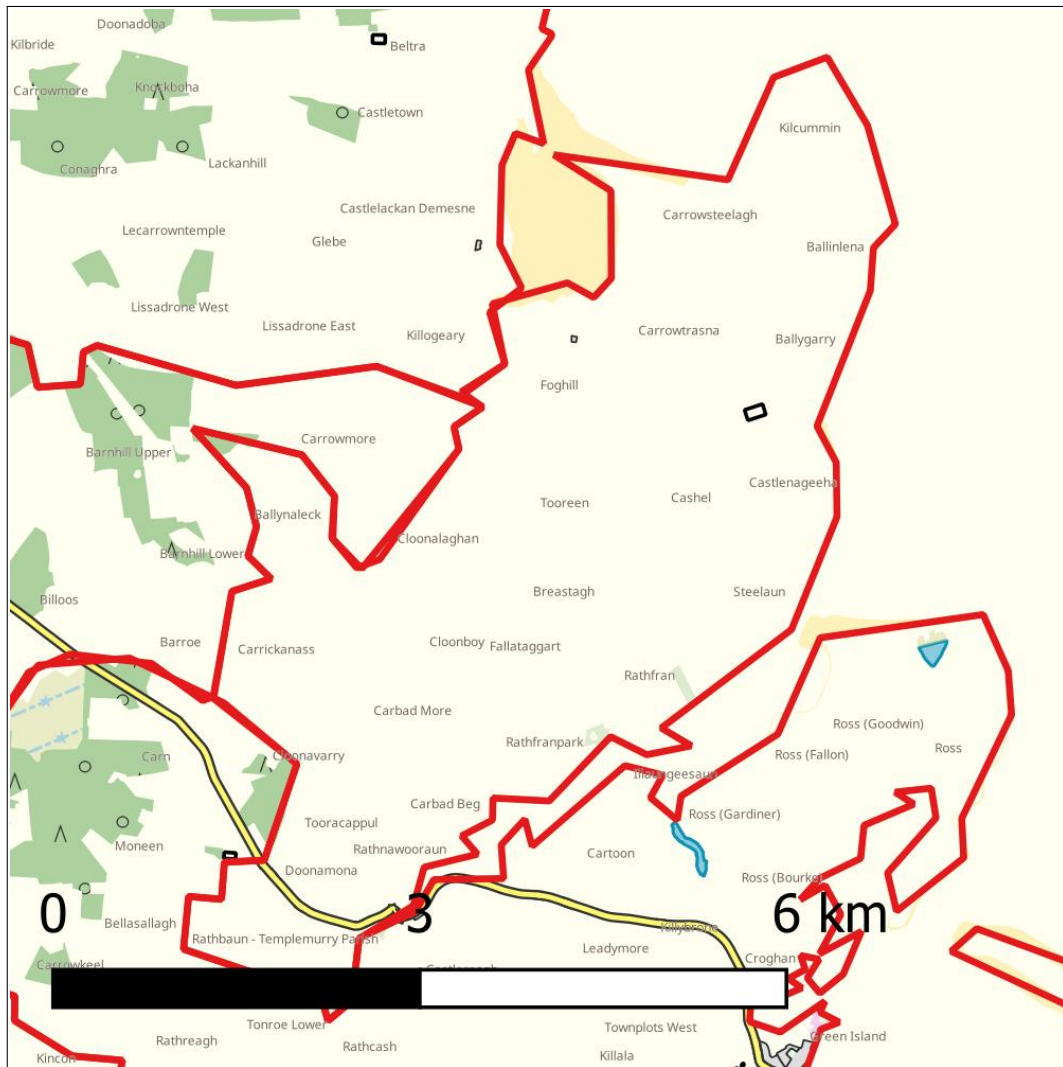 Doonadoba
Kilbride
Beltra
Carrowmore
Knockboha
Castletown
Kilcummin
Lackanhill
Conaghra
Castlelackan Demesne
Carrowsteelagh
Lecarrowntemple
Glebe
Ballinlena
Lissadrone West
Lissadrone East
Killogeary
Carrowtrasna
Ballygarry
Foghill
Carrowmore
Barnhill Upper
Castlenageeha
Cashel
Tooreen
Ballynaleck
Cloonalaghan
Barnhill Lower
Breastagh
Steelaun
Billoos
Barroe
Carrickanass
Cloonboy
Fallataggart
Rathfran
Carbad More
Ross (Goodwin)
Rathfranpark
Ross
Carn
Cloonavarry
Ross (Fallon)
Illaungeesaun
Carbad Beg
Ross (Gardiner)
Tooracappul
Moneen
Rathnawooraun
Cartoon
Doonamona
Ross (Bourke)
0
3
6 km
Bellasallagh
Killybrone
Rathbaun - Templemurry Parish
Leadymore
Croghan
Carrowkeel
Tonroe Lower
Townplots West
Green Island
Rathreagh
Rathcash
Killala
Kincon